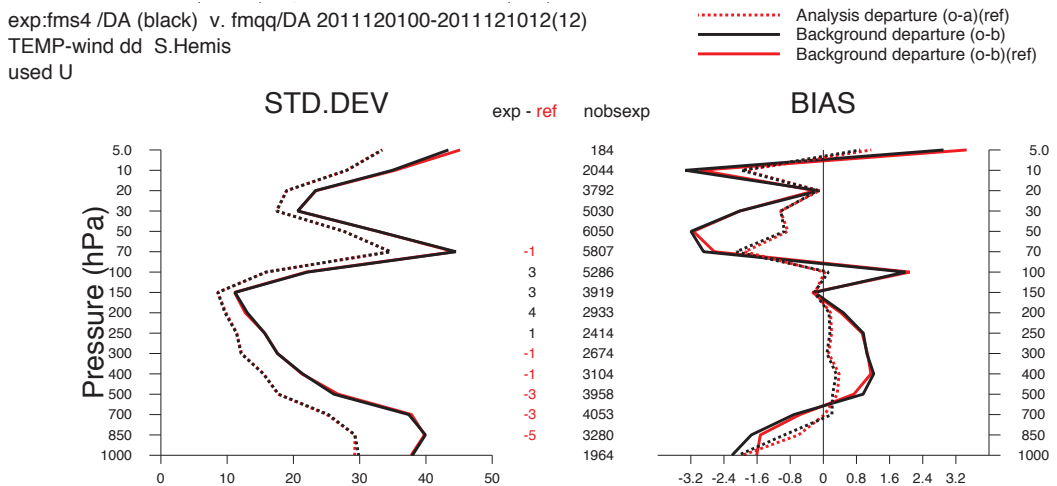 exp:fms4 /DA (black) v. fmqq/DA 2011120100-2011121012(12)
TEMP-wind dd S.Hemis
used U
Analysis departure (o-a)(ref)
Background departure (o-b)
Background departure (o-b)(ref)
STD.DEV
exp - ref
nobsexp
BIAS
Pressure (hPa)
5.0 184 5.0
10 2044 10
20 3792 20
30 5030 30
50 6050 50
70 -1 5807 70
100 3 5286 100
150 3 3919 150
200 4 2933 200
250 1 2414 250
300 -1 2674 300
400 -1 3104 400
500 -3 3958 500
700 -3 4053 700
850 -5 3280 850
1000 1964 1000
0 10 20 30 40 50
-3.2 -2.4 -1.6 -0.8 0 0.8 1.6 2.4 3.2